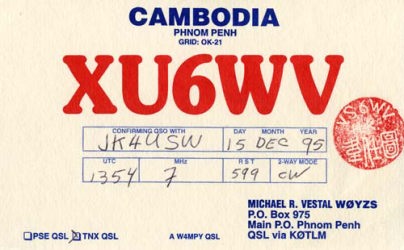 CAMBODIA
PHNOM PENH
GRID: OK-21
XU6WV
CONFIRMING QSO WITH DAY MONTH YEAR
JK4USW 15 DEC 95
UTC MHz RST 2-WAY MODE
1354 7 599 CW
XU6WV
MICHAEL R. VESTAL WØYZS
P.O. Box 975
Main P.O. Phnom Penh
QSL via KØTLM
PSE QSL TNX QSL A W4MPY QSL